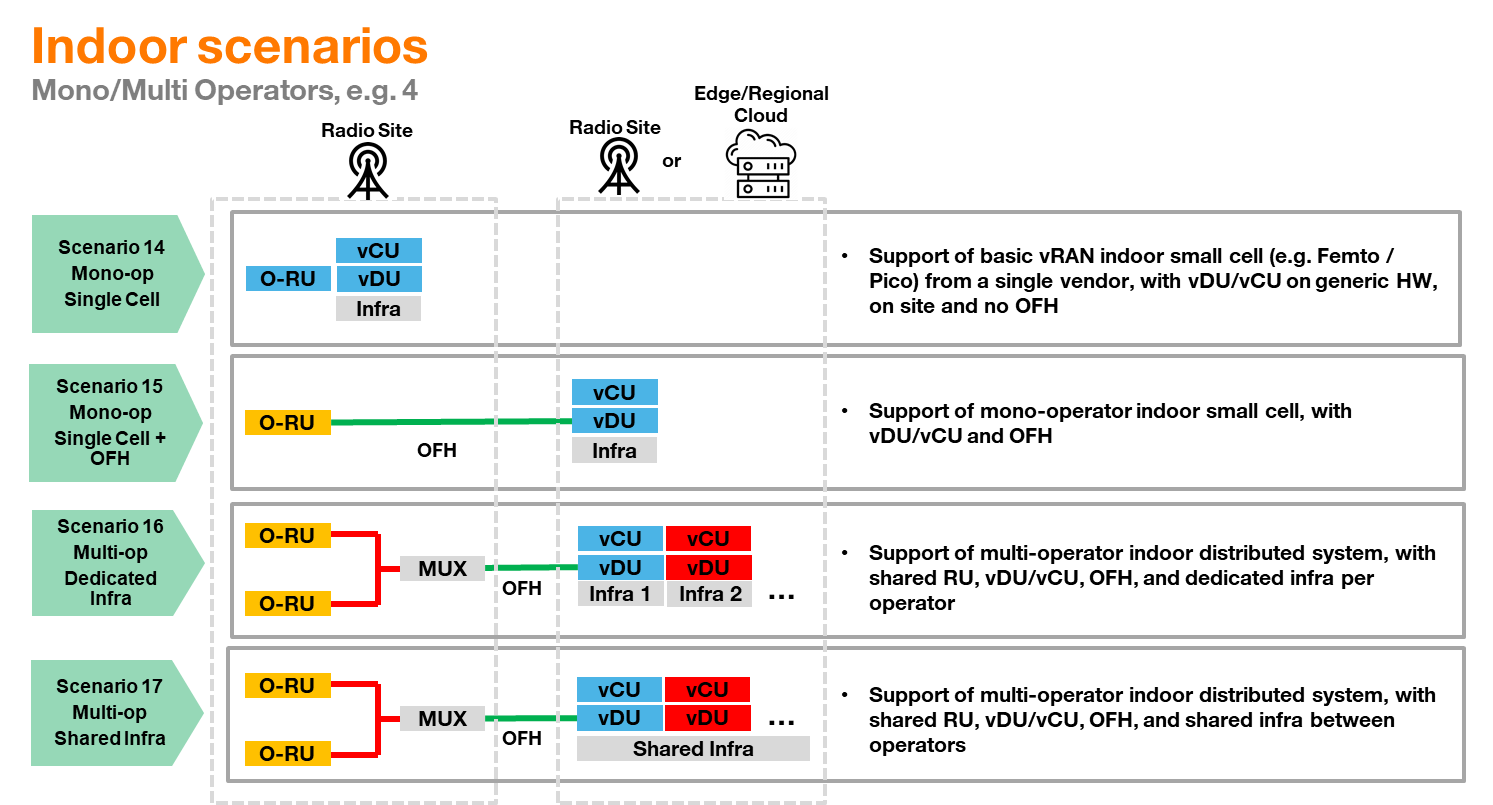 Indoor scenarios
Mono/Multi Operators, e.g. 4
Radio Site
Radio Site
or
Edge/Regional
Cloud
Scenario 14
Mono-op
Single Cell
O-RU
vCU
vDU
Infra
• Support of basic vRAN indoor small cell (e.g. Femto /
Pico) from a single vendor, with vDU/vCU on generic HW,
on site and no OFH
Scenario 15
Mono-op
Single Cell +
OFH
O-RU
OFH
vCU
vDU
Infra
• Support of mono-operator indoor small cell, with
vDU/vCU and OFH
Scenario 16
Multi-op
Dedicated
Infra
O-RU
O-RU
MUX
OFH
vCU vCU
vDU vDU
Infra 1 Infra 2 ...
• Support of multi-operator indoor distributed system, with
shared RU, vDU/vCU, OFH, and dedicated infra per
operator
Scenario 17
Multi-op
Shared Infra
O-RU
O-RU
MUX
OFH
vCU vCU
vDU vDU ...
Shared Infra
• Support of multi-operator indoor distributed system, with
shared RU, vDU/vCU, OFH, and shared infra between
operators